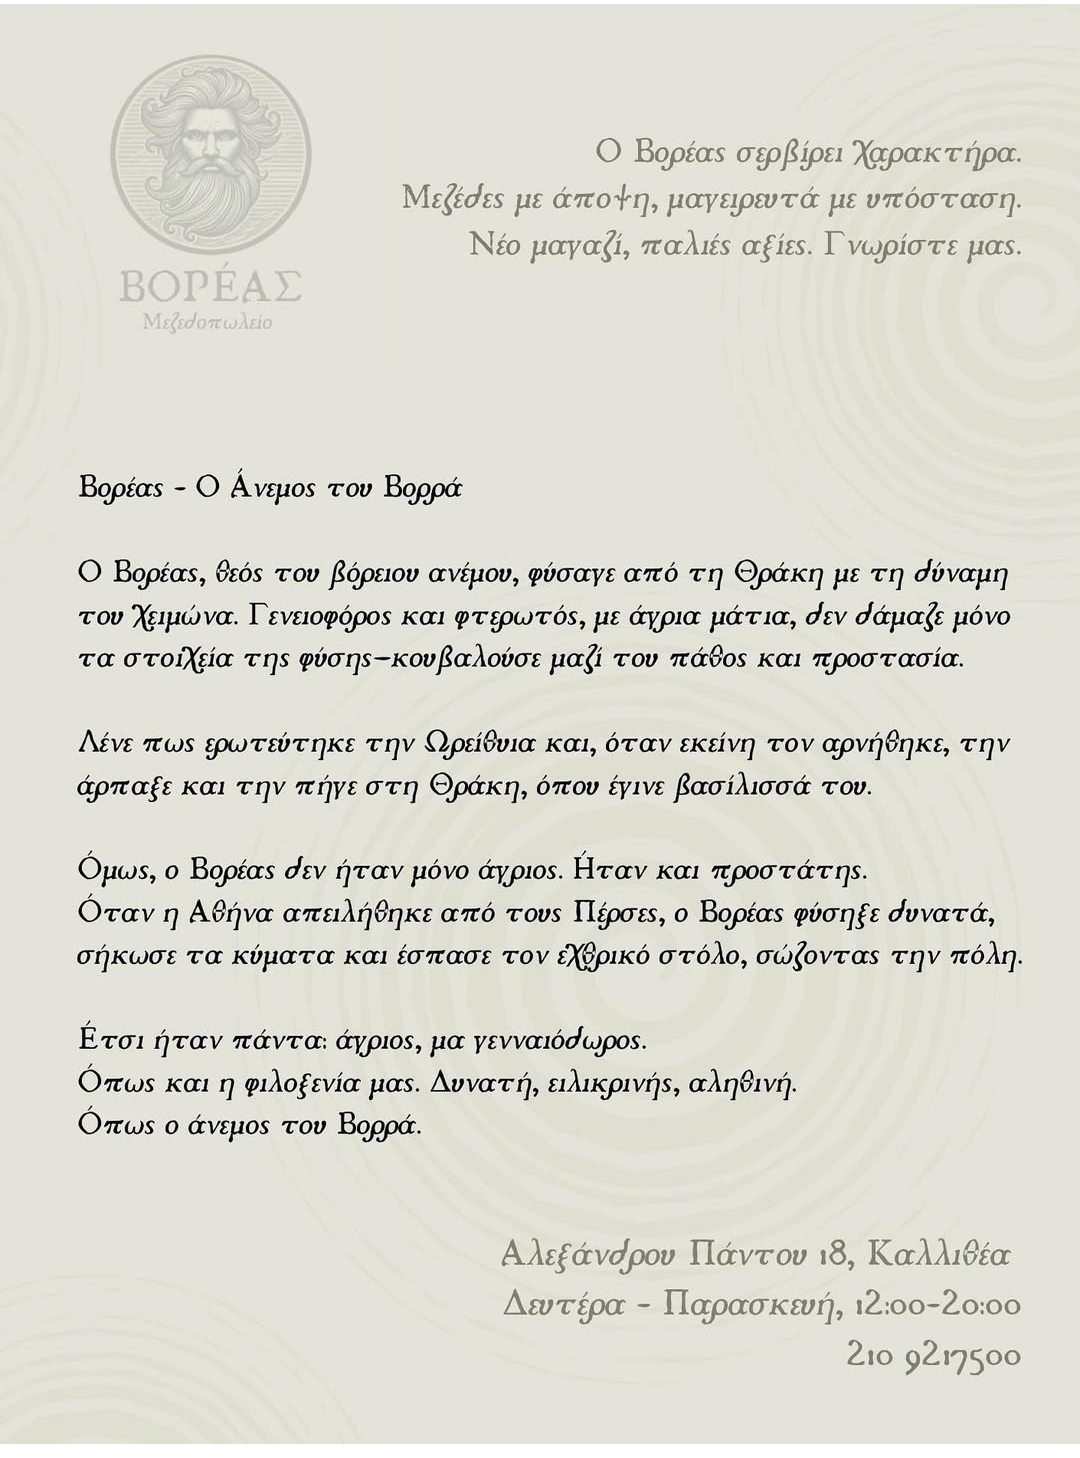 ΒΟΡΈΑΣ
Μεζεδοπωλείο
Ο Βορέας σερβίρει Χαρακτήρα.
Μεζέδες με άποψη, μαγειρευτά με υπόσταση.
Νέο μαγαζί, παλιές αξίες. Γνωρίστε μας.
Βορέας - Ο Άνεμος του Βορρά
Ο Βορέας, θεός του βόρειου ανέμου, φύσαγε από τη Θράκη με τη δύναμη
του Χειμώνα. Γενειοφόρος και φτερωτός, με άγρια μάτια, δεν δάμαζε μόνο
τα στοιχεία της φύσης–κουβαλούσε μαζί του πάθος και προστασία.
Λένε πως ερωτεύτηκε την Ωρείθυια και, όταν εκείνη τον αρνήθηκε, την
άρπαξε και την πήγε στη Θράκη, όπου έγινε βασίλισσά του.
Όμως, ο Βορέας δεν ήταν μόνο άγριος. Ήταν και προστάτης.
Όταν η Αθήνα απειλήθηκε από τους Πέρσες, ο Βορέας φύσηξε δυνατά,
σήκωσε τα κύματα και έσπασε τον εχθρικό στόλο, σώζοντας την πόλη.
Έτσι ήταν πάντα: άγριος, μα γενναιόδωρος.
Όπως και η φιλοξενία μας. Δυνατή, ειλικρινής, αληθινή.
Όπως ο άνεμος του Βορρά.
Αλεξάνδρου Πάντου 18, Καλλιθέα
Δευτέρα - Παρασκευή, 12:00-20:00
210 9217500